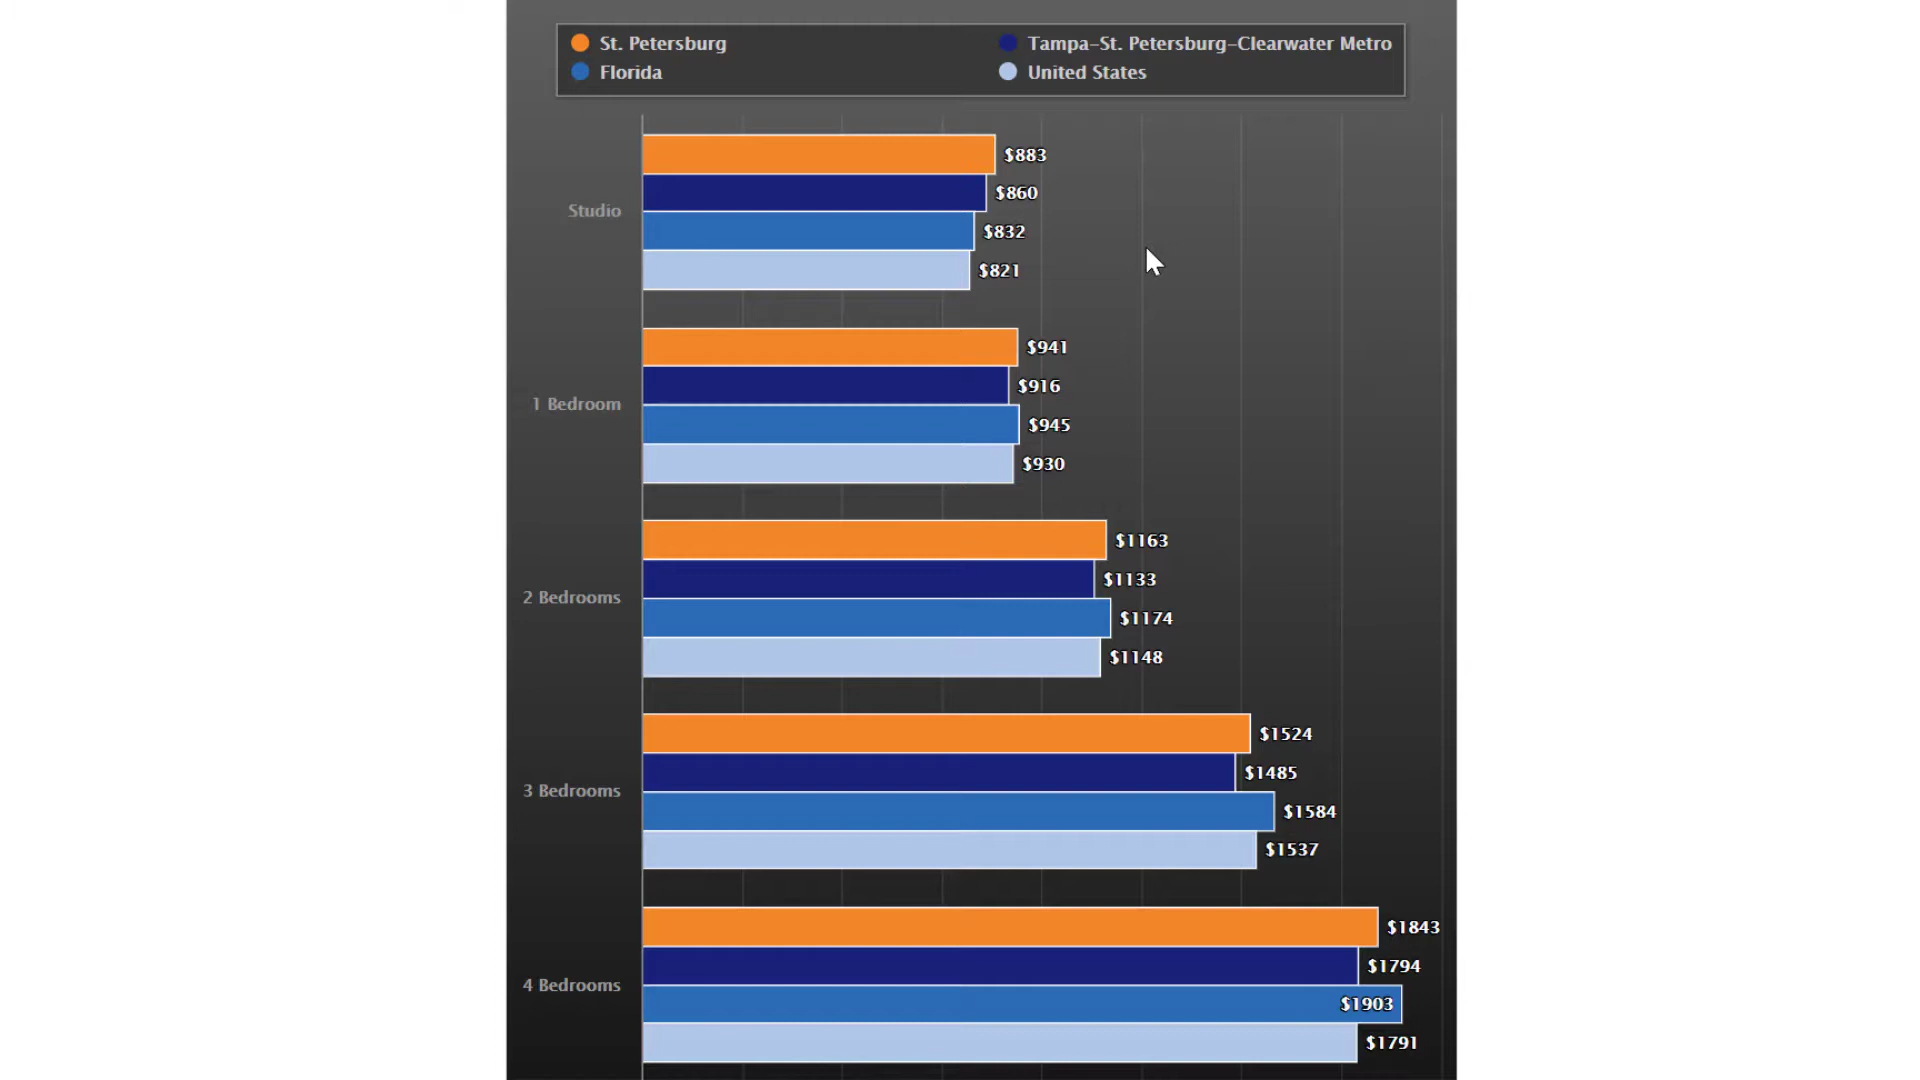 St. Petersburg
Tampa-St. Petersburg-Clearwater Metro
Florida
United States
$883
$860
Studio
$832
$821
$941
$916
1 Bedroom
$945
$930
$1163
$1133
2 Bedrooms
$1174
$1148
$1524
$1485
3 Bedrooms
$1584
$1537
$1843
$1794
4 Bedrooms
$1903
$1791